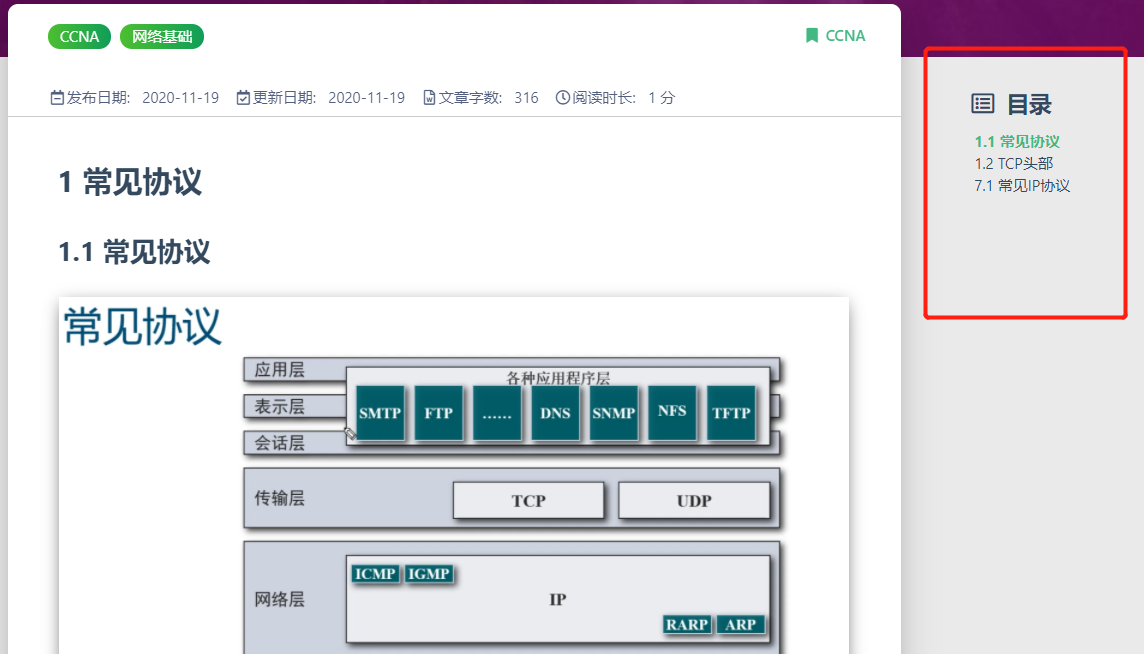 CCNA 网络基础
CCNA
发布日期: 2020-11-19 更新日期: 2020-11-19 文章字数: 316 阅读时长: 1 分
1 常见协议
1.1 常见协议
常见协议
应用层
各种应用程序层
表示层
SMTP FTP …… DNS SNMP NFS TFTP
会话层
传输层 TCP UDP
ICMP IGMP
网络层 IP
RARP ARP
目录
1.1 常见协议
1.2 TCP头部
7.1 常见IP协议